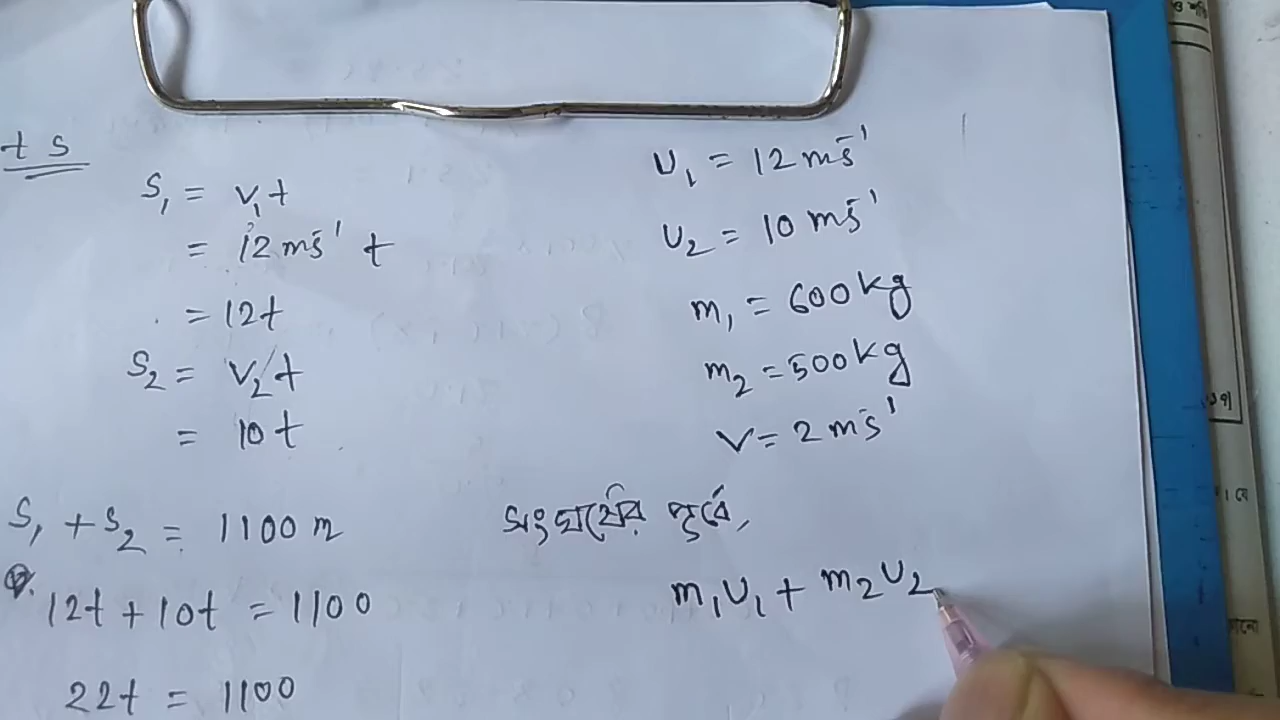 t s
S₁ = v₁t
= 12 ms⁻¹ t
= 12t
S₂ = v₂t
= 10t
S₁ + S₂ = 1100 m
12t + 10t = 1100
22t = 1100
u₁ = 12 ms⁻¹
u₂ = 10 ms⁻¹
m₁ = 600 kg
m₂ = 500 kg
v = 2 ms⁻¹
সংঘর্ষের পূর্বে,
m₁u₁ + m₂u₂